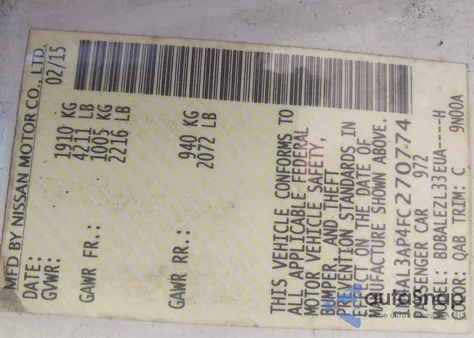 MFD BY NISSAN MOTOR CO., LTD.
DATE: 02/15
GVWR: 1910 KG
4211 LB
GAWR FR.: 1005 KG
2216 LB
GAWR RR.: 940 KG
2072 LB
THIS VEHICLE CONFORMS TO
ALL APPLICABLE FEDERAL
MOTOR VEHICLE SAFETY,
BUMPER, AND THEFT
PREVENTION STANDARDS IN
EFFECT ON THE DATE OF
MANUFACTURE SHOWN ABOVE.
AL3AP4FC270774
PASSENGER CAR 972
MODEL: BDBALEZL33EUA----H
COLOR: QAB TRIM: C 9N00A
autosnap